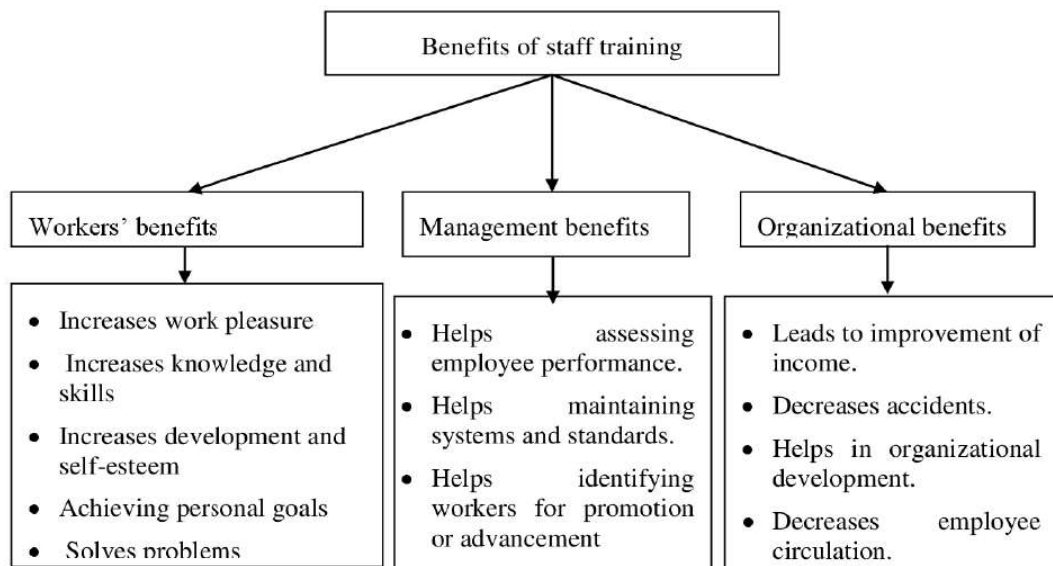 Benefits of staff training
Workers' benefits
Management benefits
Organizational benefits
• Increases work pleasure
• Increases knowledge and
skills
• Increases development and
self-esteem
• Achieving personal goals
• Solves problems
• Helps assessing
employee performance.
• Helps maintaining
systems and standards.
• Helps identifying
workers for promotion
or advancement
• Leads to improvement of
income.
• Decreases accidents.
• Helps in organizational
development.
• Decreases employee
circulation.